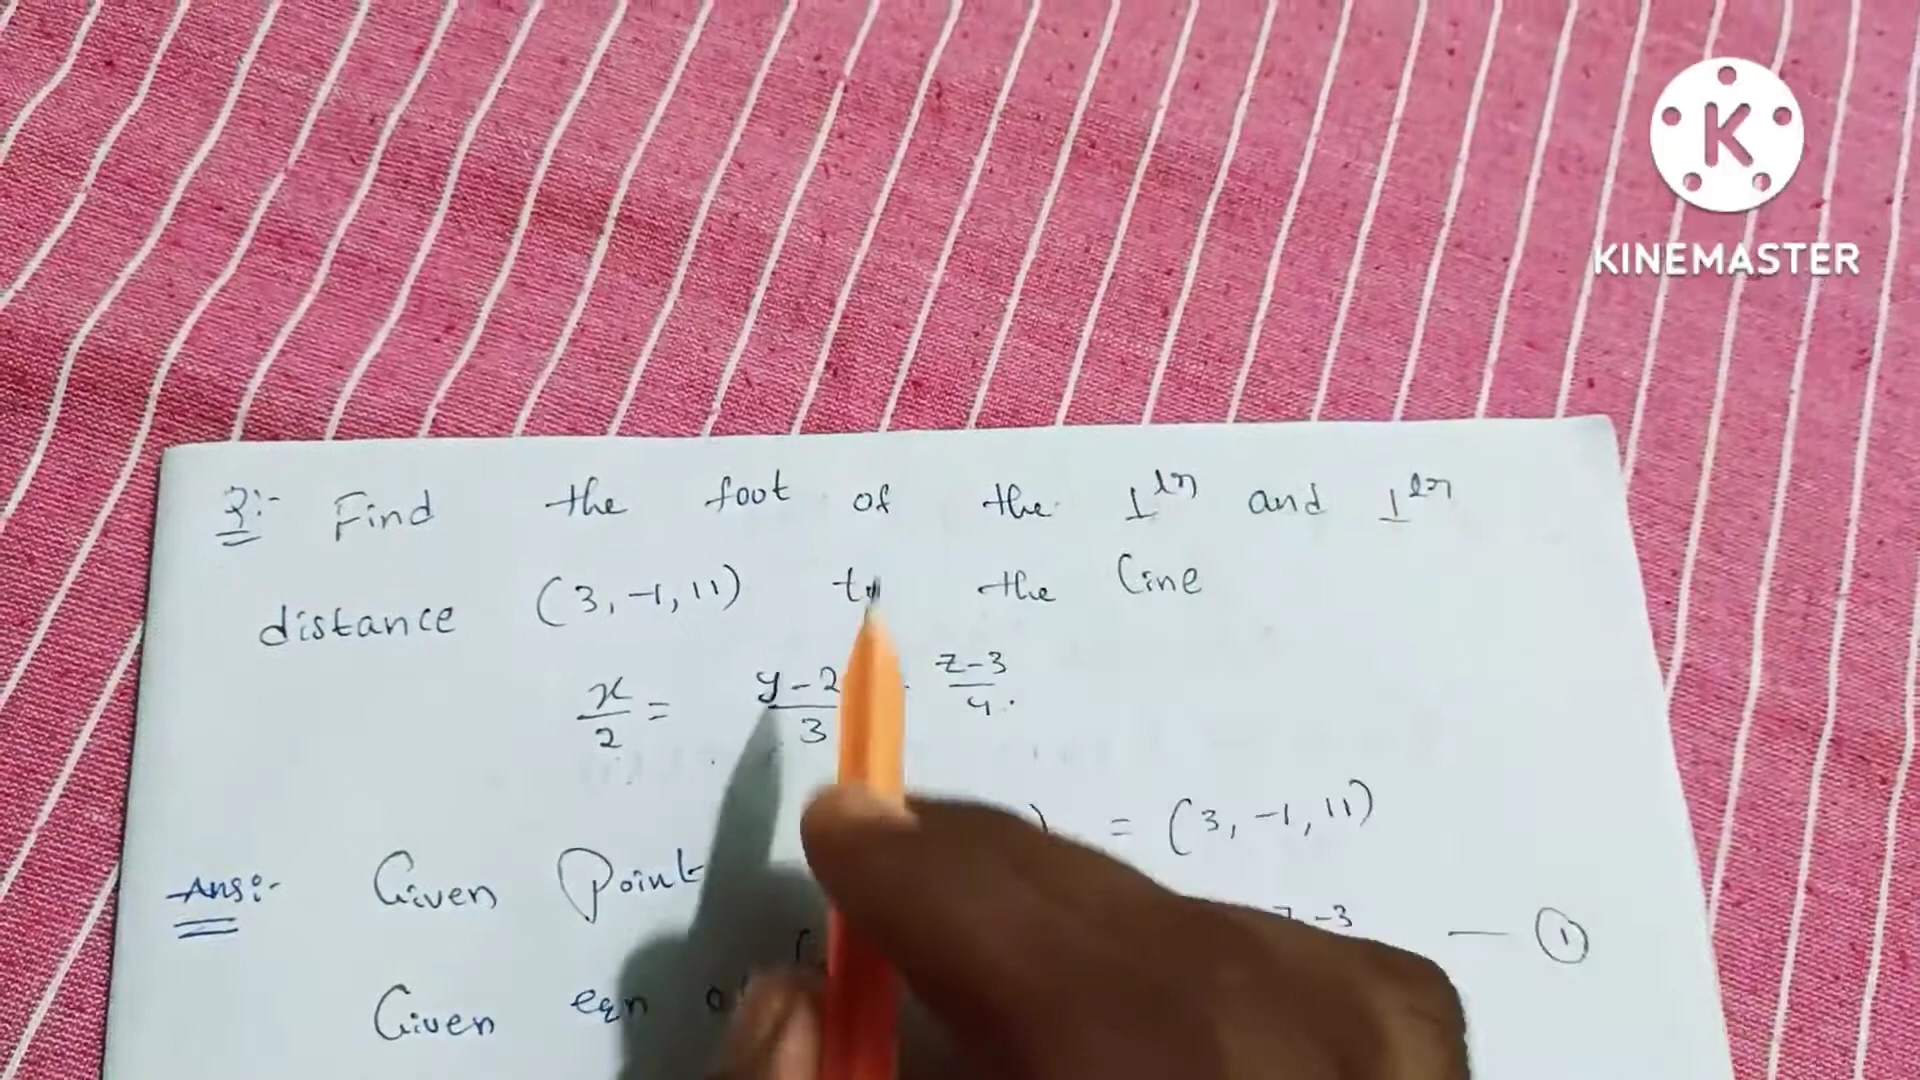 K
KINEMASTER
Q:- Find the foot of the ⊥lr and ⊥lr
distance (3, -1, 11) to the line
x/2 = y-2/3 z-3/4.
Ans:- Given Point = (3, -1, 11)
Given eqn z-3 — ①